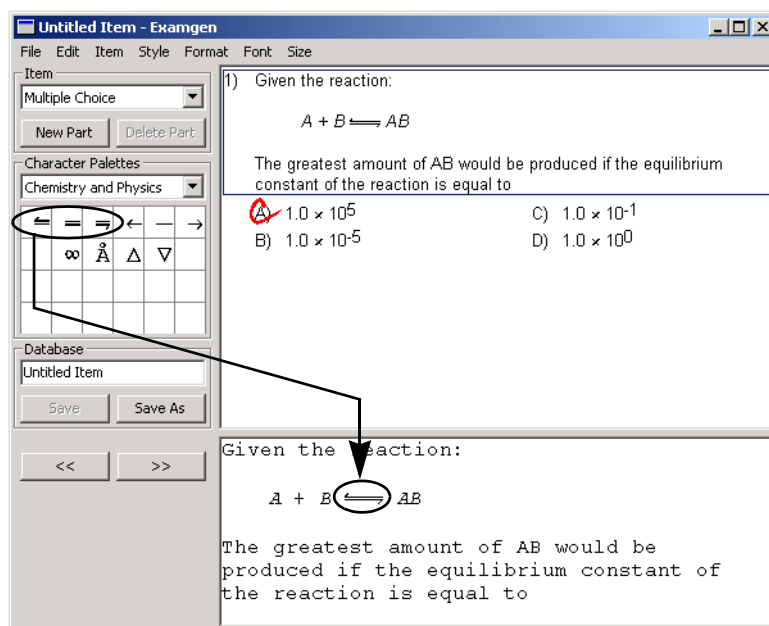 Untitled Item - Examgen
File Edit Item Style Format Font Size
Item
Multiple Choice
New Part Delete Part
Character Palettes
Chemistry and Physics
⇌ = ⇌ ← — →
∞ Å Δ ∇
Database
Untitled Item
Save Save As
<< >>
1) Given the reaction:
A + B ⇌ AB
The greatest amount of AB would be produced if the equilibrium
constant of the reaction is equal to
A) 1.0 × 10⁵ C) 1.0 × 10⁻¹
B) 1.0 × 10⁻⁵ D) 1.0 × 10⁰
Given the reaction:
A + B ⇌ AB
The greatest amount of AB would be
produced if the equilibrium constant of
the reaction is equal to